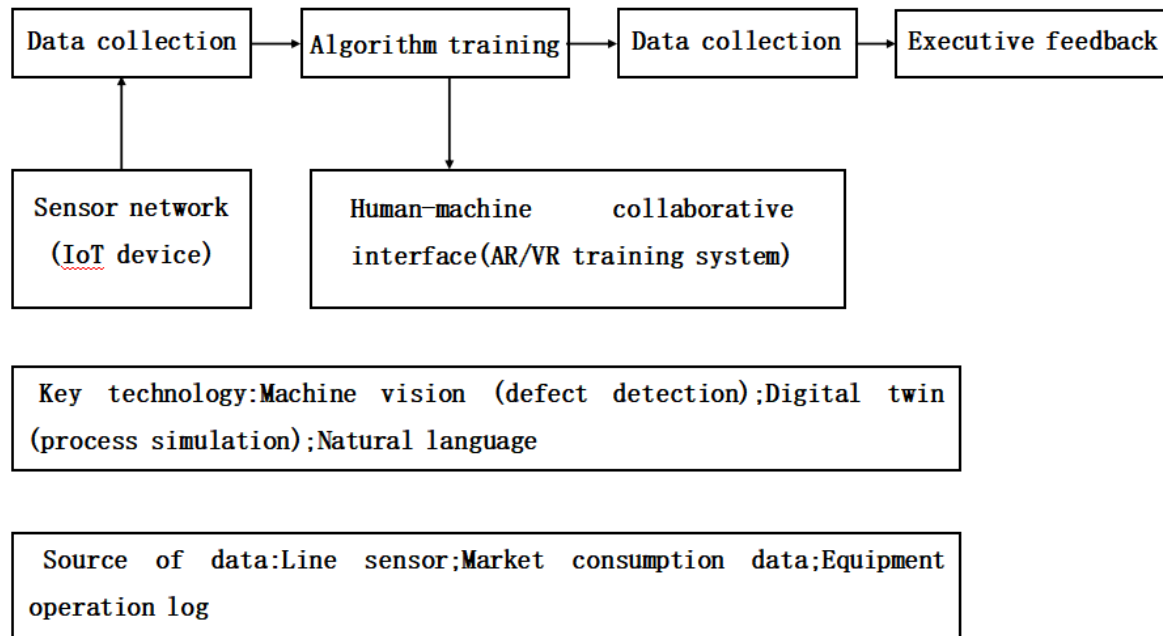 Data collection
Algorithm training
Data collection
Executive feedback
Sensor network
(IoT device)
Human-machine collaborative
interface(AR/VR training system)
Key technology:Machine vision (defect detection);Digital twin
(process simulation);Natural language
Source of data:Line sensor;Market consumption data;Equipment
operation log